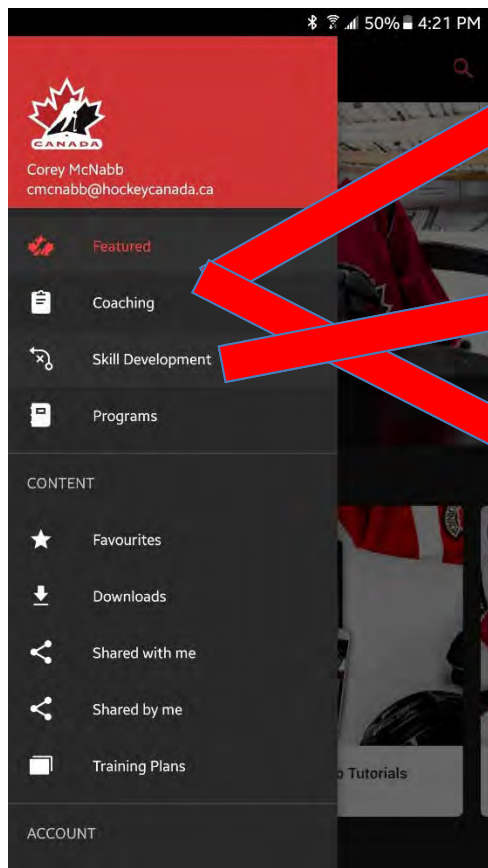 50% 4:21 PM
CANADA
Corey McNabb
cmcnabb@hockeycanada.ca
Featured
Coaching
Skill Development
Programs
CONTENT
Favourites
Downloads
Shared with me
Shared by me
Training Plans
Tutorials
ACCOUNT